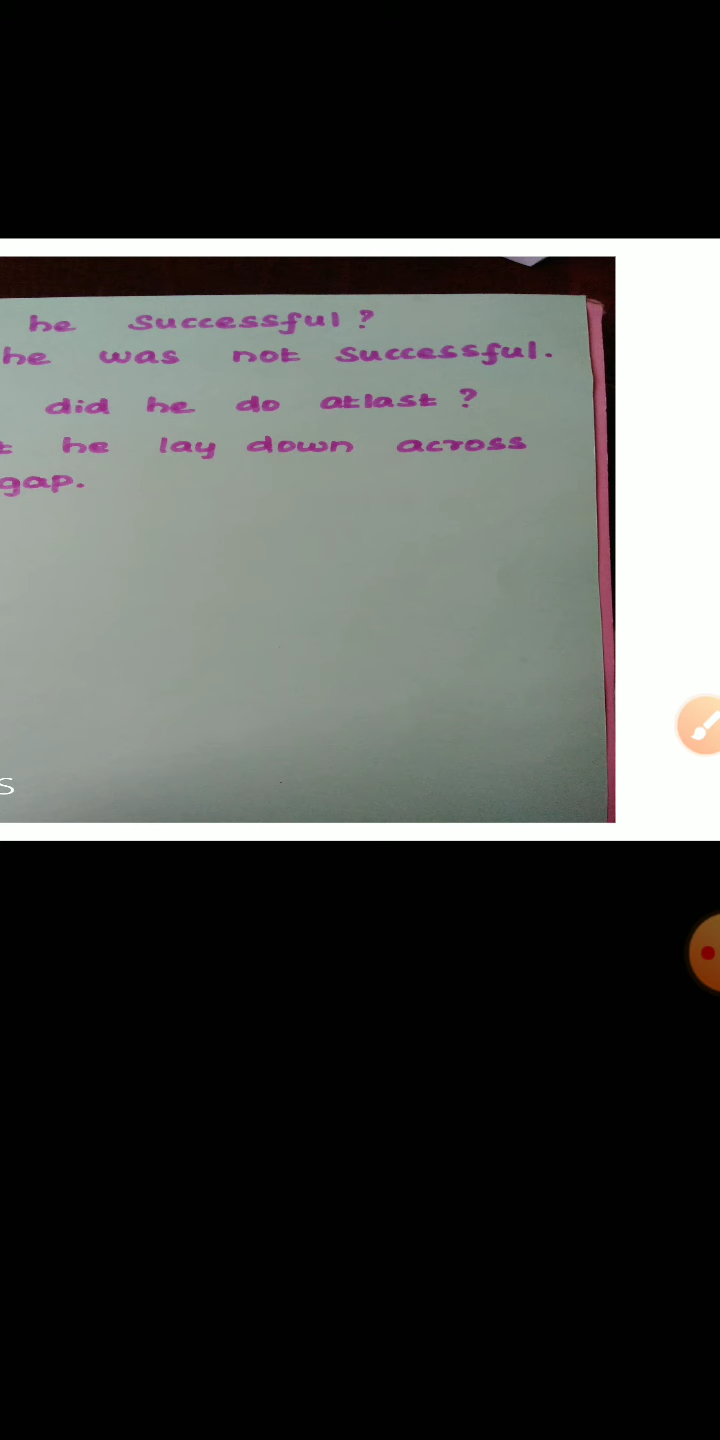 he successful?
he was not successful.
did he do atlast?
he lay down across
gap.